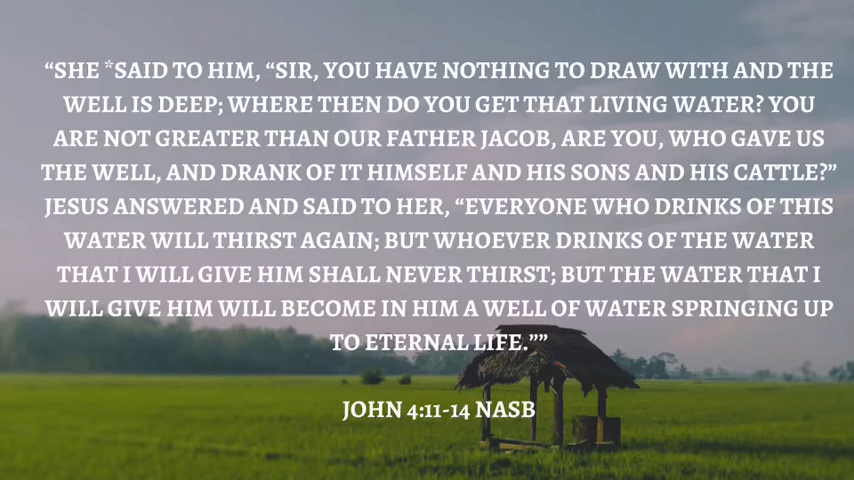 “SHE *SAID TO HIM, “SIR, YOU HAVE NOTHING TO DRAW WITH AND THE
WELL IS DEEP; WHERE THEN DO YOU GET THAT LIVING WATER? YOU
ARE NOT GREATER THAN OUR FATHER JACOB, ARE YOU, WHO GAVE US
THE WELL, AND DRANK OF IT HIMSELF AND HIS SONS AND HIS CATTLE?”
JESUS ANSWERED AND SAID TO HER, “EVERYONE WHO DRINKS OF THIS
WATER WILL THIRST AGAIN; BUT WHOEVER DRINKS OF THE WATER
THAT I WILL GIVE HIM SHALL NEVER THIRST; BUT THE WATER THAT I
WILL GIVE HIM WILL BECOME IN HIM A WELL OF WATER SPRINGING UP
TO ETERNAL LIFE.””
JOHN 4:11-14 NASB